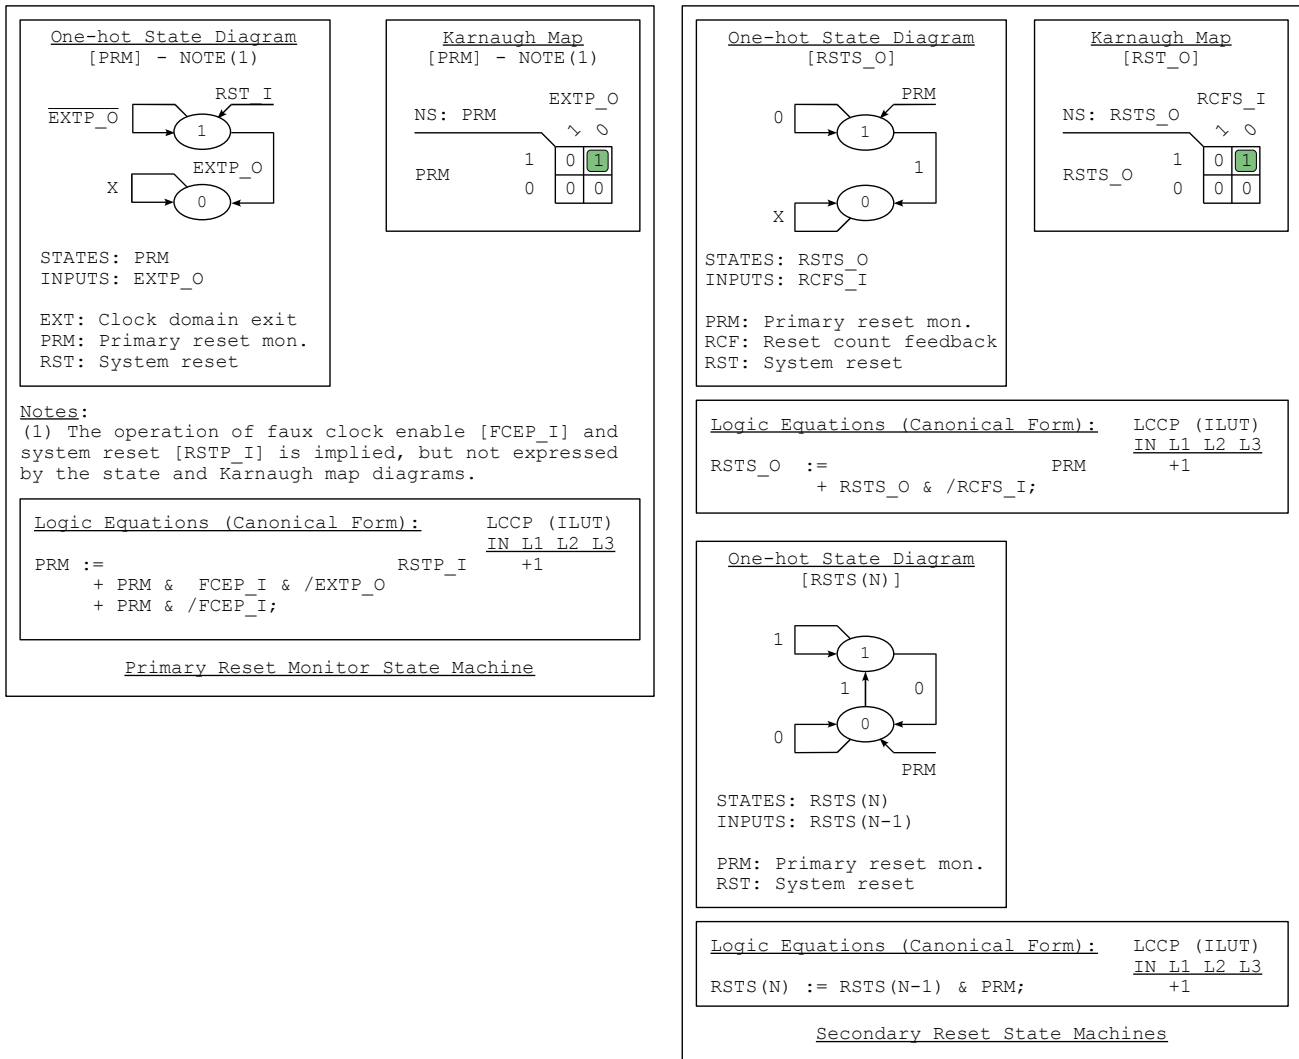 One-hot State Diagram
[PRM] - NOTE(1)
RST_I
EXTP_O
1
EXTP_O
X
0
STATES: PRM
INPUTS: EXTP_O
EXT: Clock domain exit
PRM: Primary reset mon.
RST: System reset
Karnaugh Map
[PRM] - NOTE(1)
EXTP_O
NS: PRM
1 0
1 0 1
PRM
0 0 0
Notes:
(1) The operation of faux clock enable [FCEP_I] and
system reset [RSTP_I] is implied, but not expressed
by the state and Karnaugh map diagrams.
Logic Equations (Canonical Form): LCCP (ILUT)
IN L1 L2 L3
PRM := RSTP_I +1
+ PRM & FCEP_I & /EXTP_O
+ PRM & /FCEP_I;
Primary Reset Monitor State Machine
One-hot State Diagram
[RSTS_O]
PRM
0
1
1
X
0
STATES: RSTS_O
INPUTS: RCFS_I
PRM: Primary reset mon.
RCF: Reset count feedback
RST: System reset
Karnaugh Map
[RST_O]
RCFS_I
NS: RSTS_O
1 0
1 0 1
RSTS_O
0 0 0
Logic Equations (Canonical Form): LCCP (ILUT)
IN L1 L2 L3
RSTS_O := PRM +1
+ RSTS_O & /RCFS_I;
One-hot State Diagram
[RSTS(N)]
1
1
1 0
0
0
PRM
STATES: RSTS(N)
INPUTS: RSTS(N-1)
PRM: Primary reset mon.
RST: System reset
Logic Equations (Canonical Form): LCCP (ILUT)
IN L1 L2 L3
RSTS(N) := RSTS(N-1) & PRM; +1
Secondary Reset State Machines